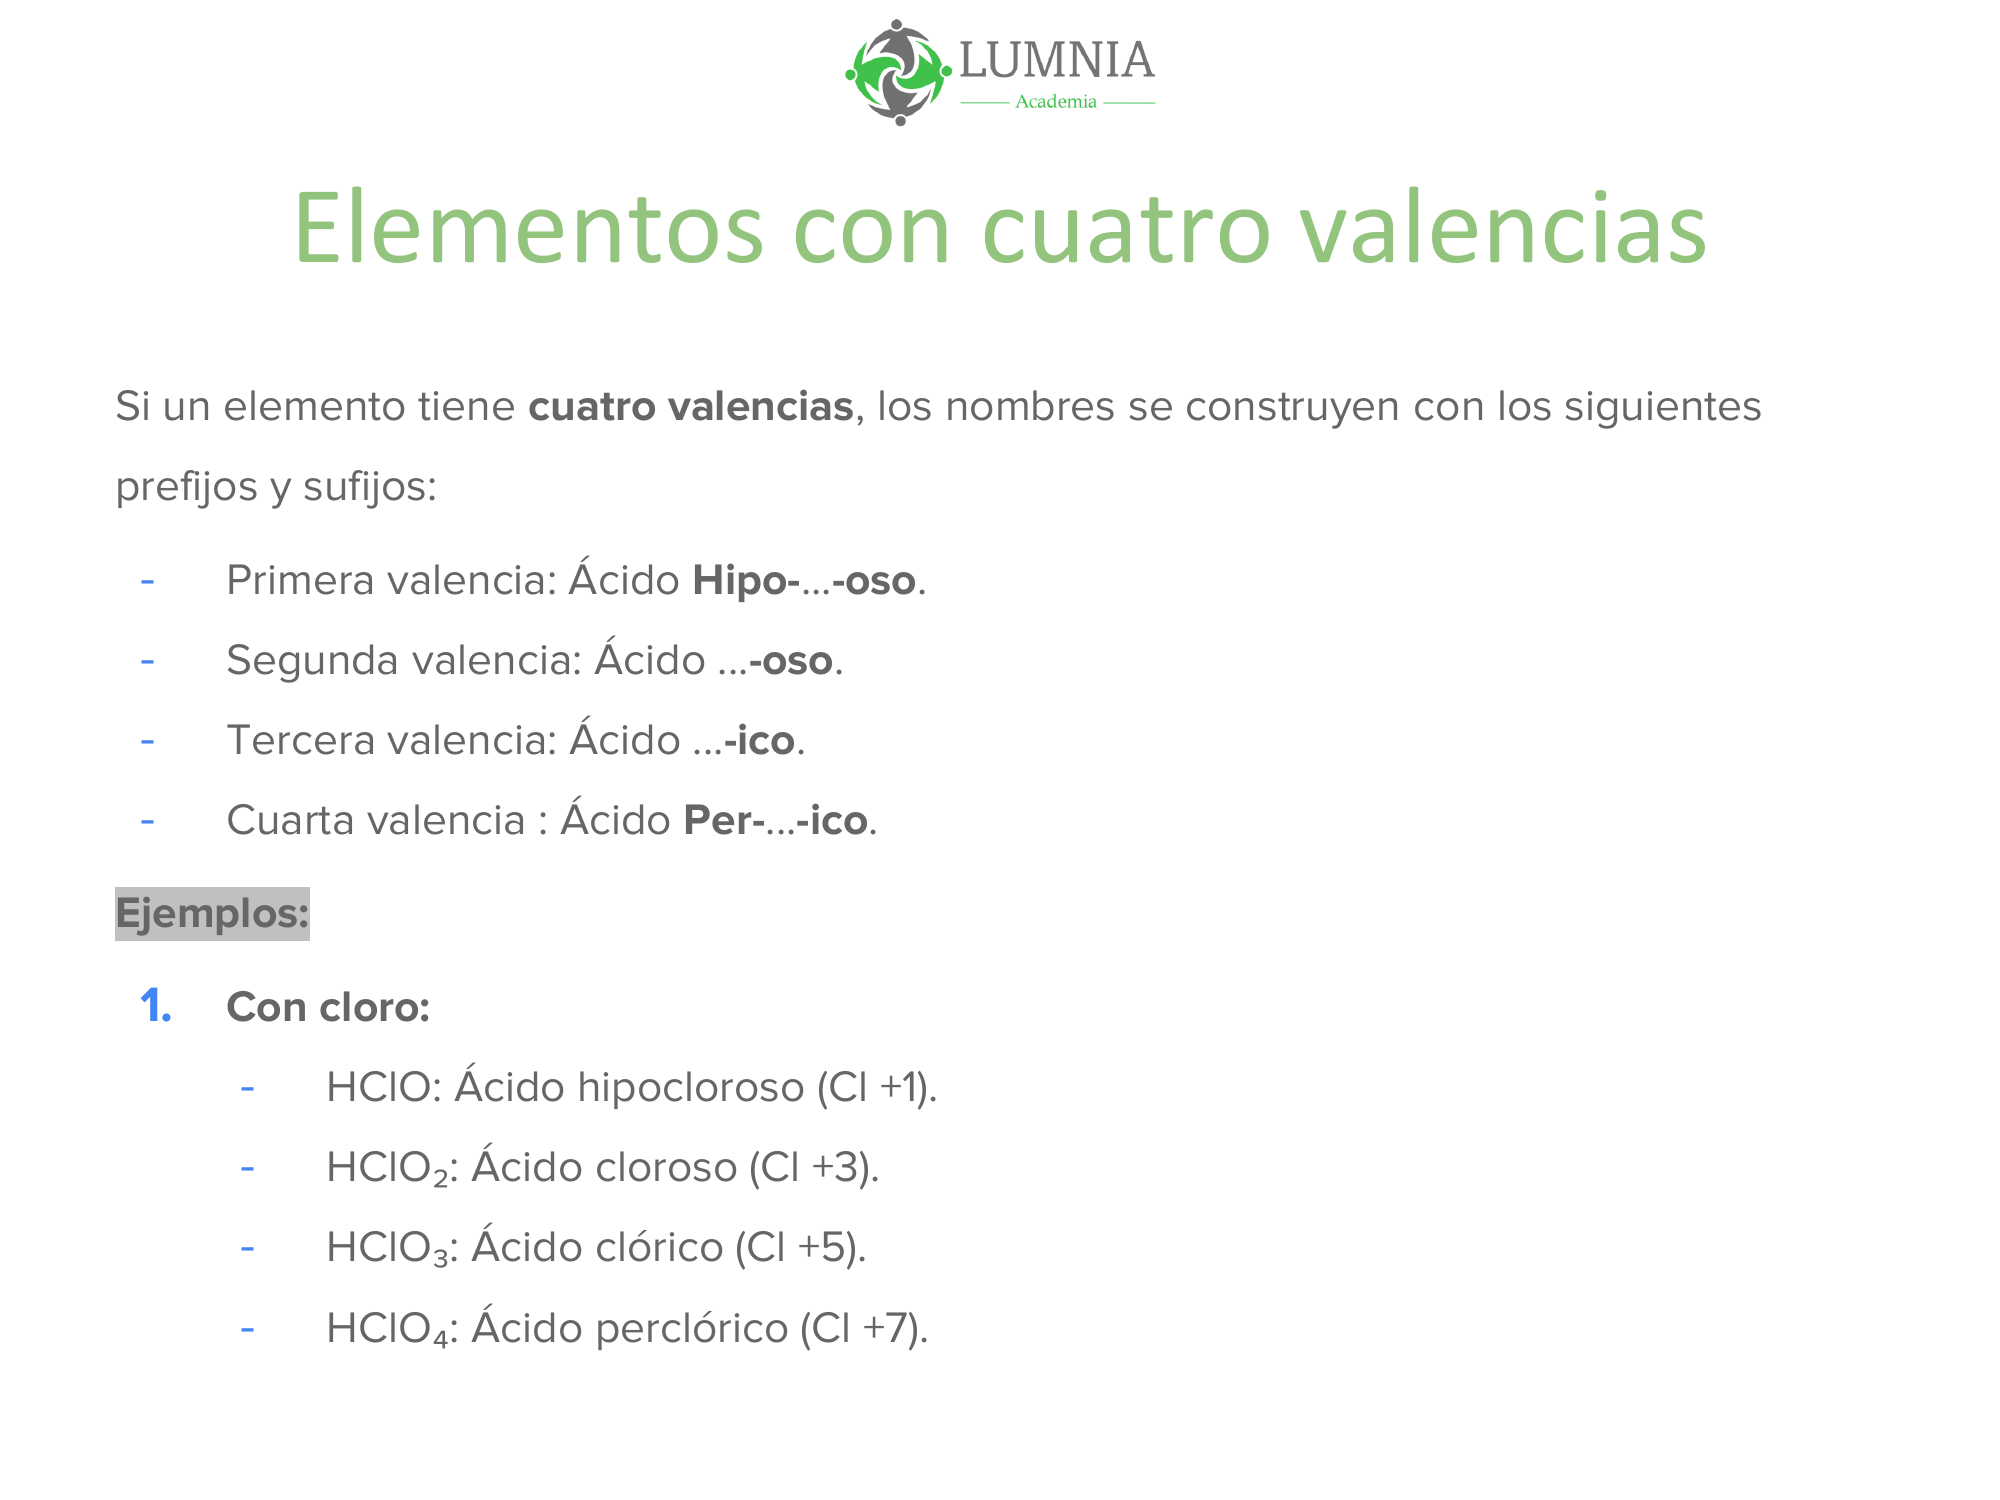 LUMNIA
Academia
Elementos con cuatro valencias
Si un elemento tiene cuatro valencias, los nombres se construyen con los siguientes
prefijos y sufijos:
- Primera valencia: Ácido Hipo-...-oso.
- Segunda valencia: Ácido ...-oso.
- Tercera valencia: Ácido ...-ico.
- Cuarta valencia : Ácido Per-...-ico.
Ejemplos:
1. Con cloro:
- HClO: Ácido hipocloroso (Cl +1).
- HClO₂: Ácido cloroso (Cl +3).
- HClO₃: Ácido clórico (Cl +5).
- HClO₄: Ácido perclórico (Cl +7).